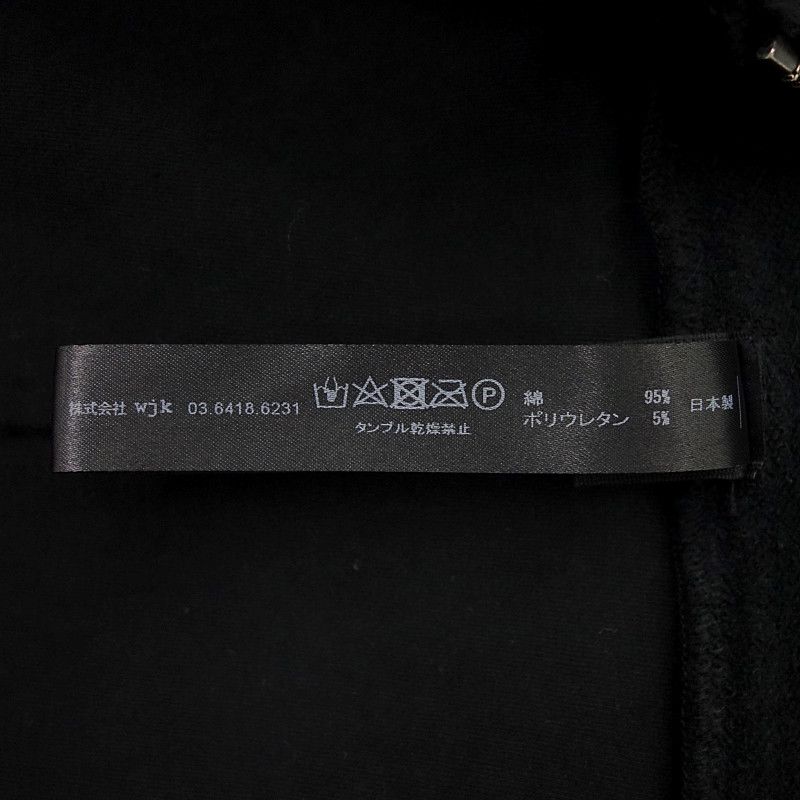 株式会社 wjk 03.6418.6231
P
タンブル乾燥禁止
綿 95%
ポリウレタン 5%
日本製